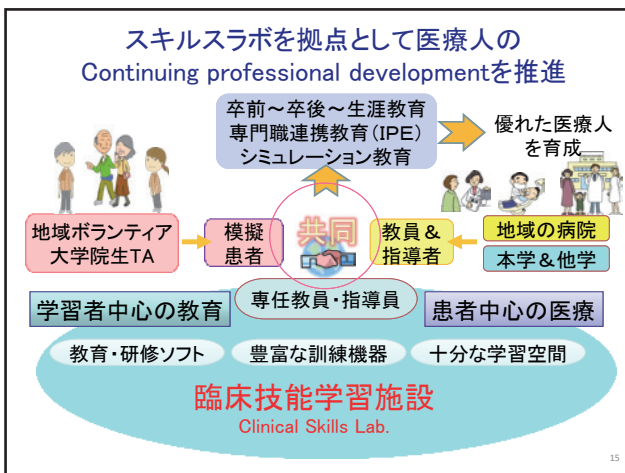 スキルスラボを拠点として医療人の
Continuing professional developmentを推進
卒前～卒後～生涯教育
専門職連携教育(IPE)
シミュレーション教育
優れた医療人
を育成
地域ボランティア
大学院生TA
模擬
患者
共同
教員＆
指導者
地域の病院
本学＆他学
専任教員・指導員
学習者中心の教育
患者中心の医療
教育・研修ソフト
豊富な訓練機器
十分な学習空間
臨床技能学習施設
Clinical Skills Lab.
15